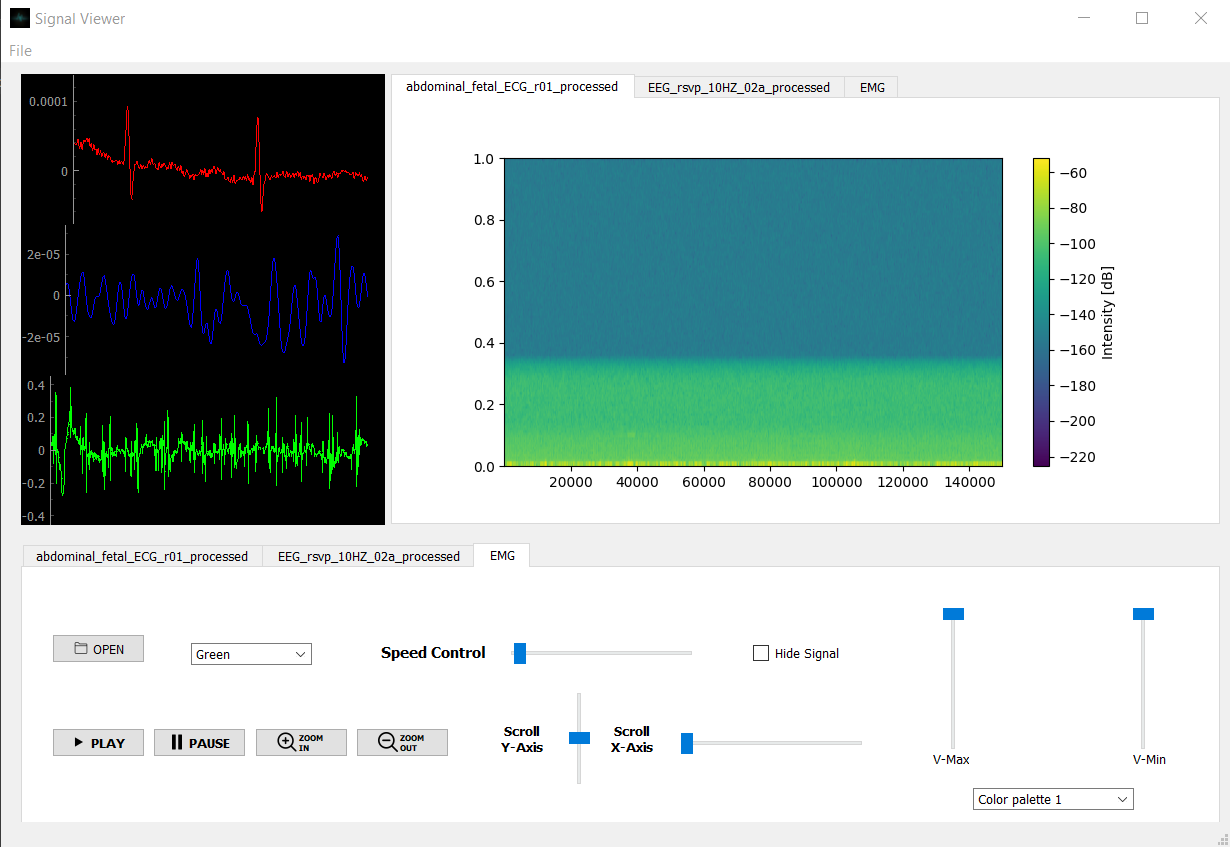 Signal Viewer
File
0.0001
0
2e-05
0
-2e-05
0.4
0.2
0
-0.2
-0.4
abdominal_fetal_ECG_r01_processed
EEG_rsvp_10HZ_02a_processed
EMG
1.0
0.8
0.6
0.4
0.2
0.0
20000
40000
60000
80000
100000
120000
140000
−60
−80
−100
−120
−140
−160
−180
−200
−220
Intensity [dB]
abdominal_fetal_ECG_r01_processed
EEG_rsvp_10HZ_02a_processed
EMG
OPEN
Green
Speed Control
Hide Signal
PLAY
PAUSE
ZOOM
IN
ZOOM
OUT
Scroll
Y-Axis
Scroll
X-Axis
V-Max
V-Min
Color palette 1